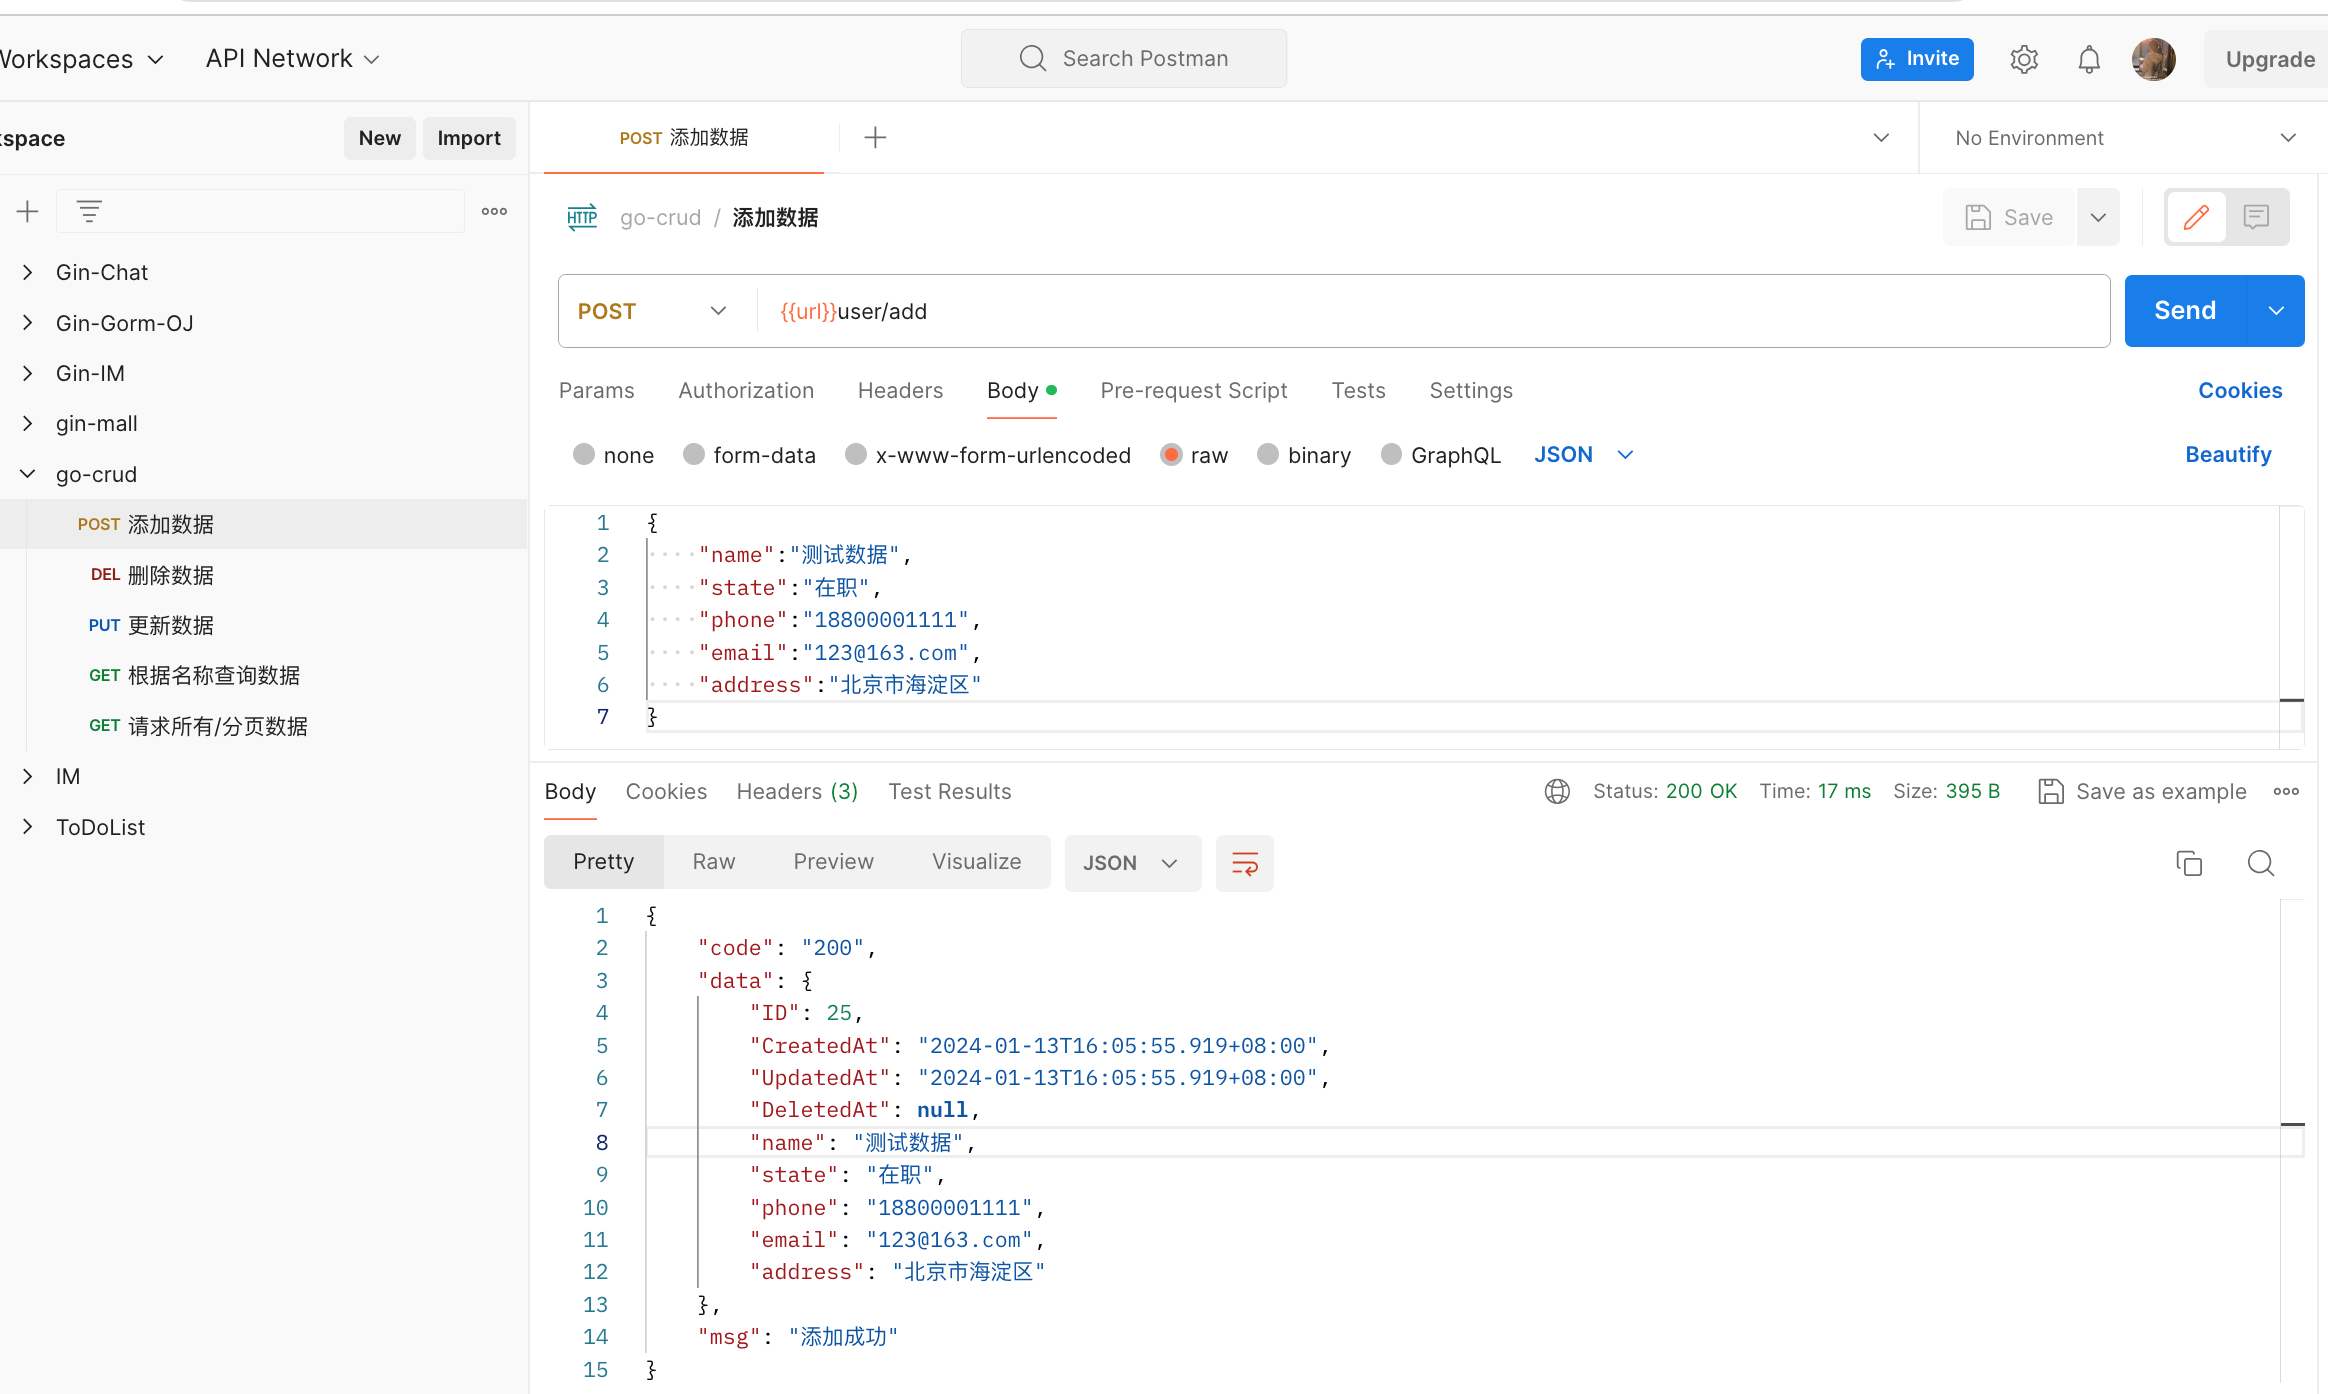 Workspaces
API Network
Search Postman
Invite
Upgrade
kspace
New
Import
POST 添加数据
No Environment
Gin-Chat
Gin-Gorm-OJ
Gin-IM
gin-mall
go-crud
POST 添加数据
DEL 删除数据
PUT 更新数据
GET 根据名称查询数据
GET 请求所有/分页数据
IM
ToDoList
HTTP go-crud / 添加数据
Save
POST {{url}}user/add
Send
Params Authorization Headers Body Pre-request Script Tests Settings Cookies
none form-data x-www-form-urlencoded raw binary GraphQL JSON Beautify
1 {
2 "name":"测试数据",
3 "state":"在职",
4 "phone":"18800001111",
5 "email":"123@163.com",
6 "address":"北京市海淀区"
7 }
Body Cookies Headers (3) Test Results Status: 200 OK Time: 17 ms Size: 395 B Save as example
Pretty Raw Preview Visualize JSON
1 {
2 "code": "200",
3 "data": {
4 "ID": 25,
5 "CreatedAt": "2024-01-13T16:05:55.919+08:00",
6 "UpdatedAt": "2024-01-13T16:05:55.919+08:00",
7 "DeletedAt": null,
8 "name": "测试数据",
9 "state": "在职",
10 "phone": "18800001111",
11 "email": "123@163.com",
12 "address": "北京市海淀区"
13 },
14 "msg": "添加成功"
15 }